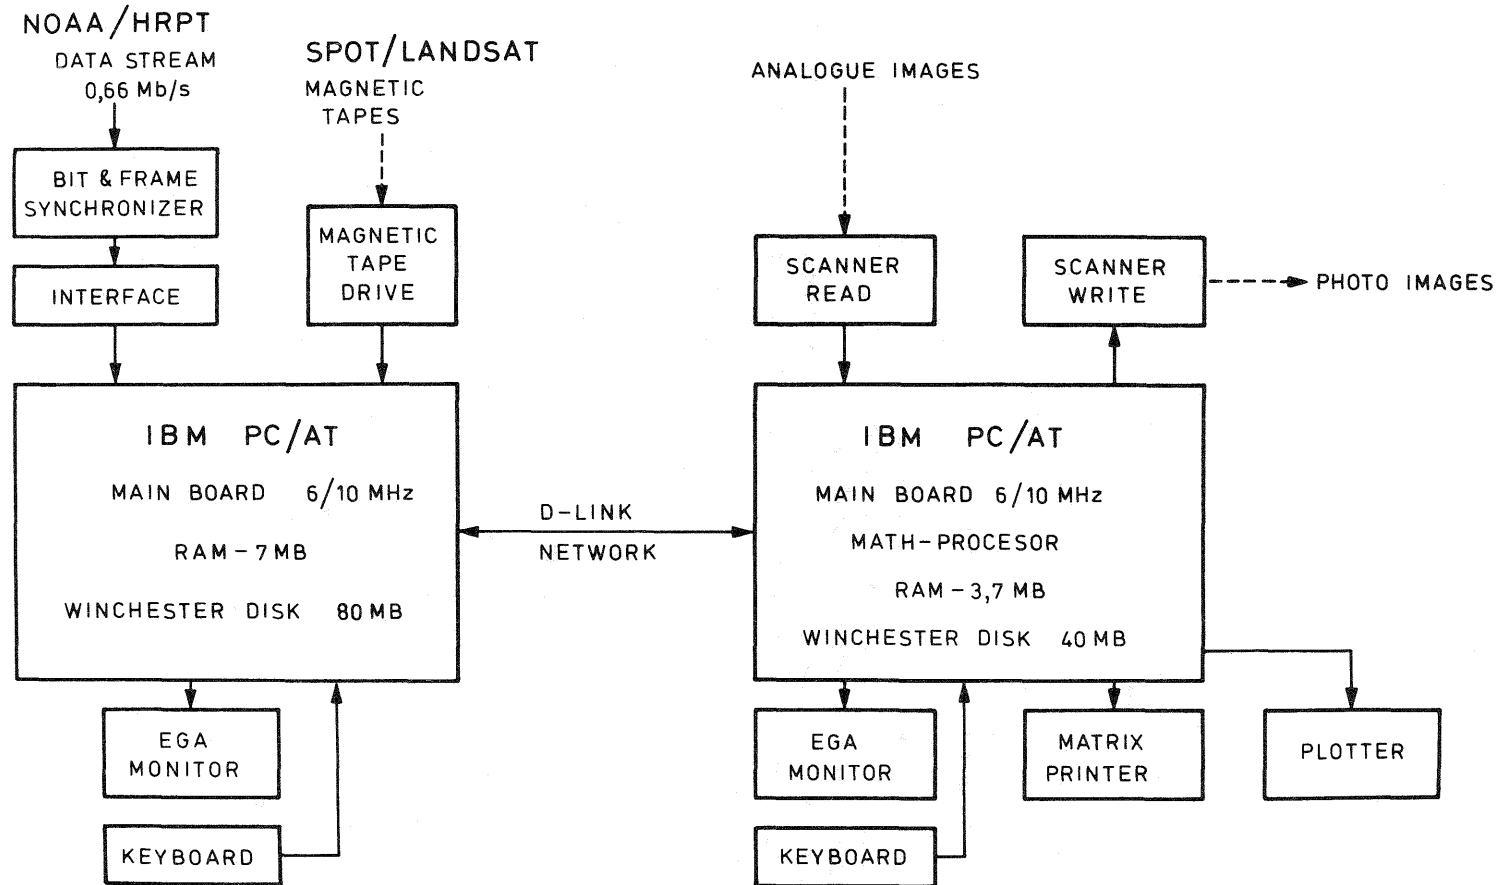 NOAA/HRPT
DATA STREAM
0,66 Mb/s
SPOT/LANDSAT
MAGNETIC
TAPES
ANALOGUE IMAGES
BIT & FRAME
SYNCHRONIZER
INTERFACE
MAGNETIC
TAPE
DRIVE
SCANNER
READ
SCANNER
WRITE
PHOTO IMAGES
IBM PC/AT
MAIN BOARD 6/10 MHz
RAM-7 MB
WINCHESTER DISK 80 MB
D-LINK
NETWORK
IBM PC/AT
MAIN BOARD 6/10 MHz
MATH-PROCESOR
RAM-3,7 MB
WINCHESTER DISK 40 MB
EGA
MONITOR
KEYBOARD
EGA
MONITOR
KEYBOARD
MATRIX
PRINTER
PLOTTER